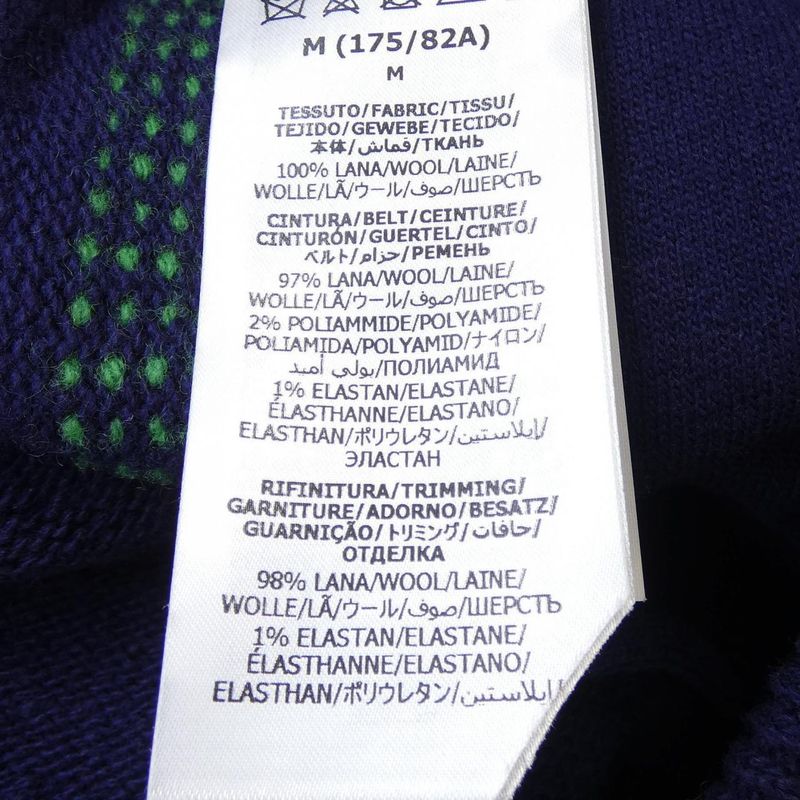 M (175/82A)
M
TESSUTO/FABRIC/TISSU/
TEJIDO/GEWEBE/TECIDO/
本体/قماش/ТКАНЬ
100% LANA/WOOL/LAINE/
WOLLE/LÃ/ウール/صوف/ШЕРСТЬ
CINTURA/BELT/CEINTURE/
CINTURÓN/GUERTEL/CINTO/
ベルト/حزام/РЕМЕНЬ
97% LANA/WOOL/LAINE/
WOLLE/LÃ/ウール/صوف/ШЕРСТЬ
2% POLIAMMIDE/POLYAMIDE/
POLIAMIDA/POLYAMID/ナイロン/
بولي أميد/ПОЛИАМИД
1% ELASTAN/ELASTANE/
ÉLASTHANNE/ELASTANO/
ELASTHAN/ポリウレタン/إيلاستين/
ЭЛАСТАН
RIFINITURA/TRIMMING/
GARNITURE/ADORNO/BESATZ/
GUARNIÇÃO/トリミング/حافات/
ОТДЕЛКА
98% LANA/WOOL/LAINE/
WOLLE/LÃ/ウール/صوف/ШЕРСТЬ
1% ELASTAN/ELASTANE/
ÉLASTHANNE/ELASTANO/
ELASTHAN/ポリウレタン/إيلاستين/